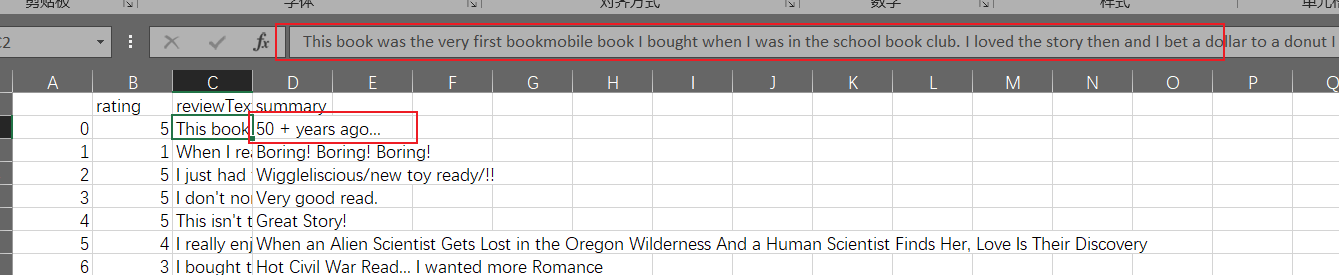 剪贴板 字体 对齐方式 数字 样式
C2 fx This book was the very first bookmobile book I bought when I was in the school book club. I loved the story then and I bet a dollar to a donut I
A B C D E F G H I J K L M N O P Q
rating reviewTex summary
0 5 This book 50 + years ago...
1 1 When I rea Boring! Boring! Boring!
2 5 I just had Wiggleliscious/new toy ready/!!
3 5 I don't nor Very good read.
4 5 This isn't t Great Story!
5 4 I really enj When an Alien Scientist Gets Lost in the Oregon Wilderness And a Human Scientist Finds Her, Love Is Their Discovery
6 3 I bought t Hot Civil War Read... I wanted more Romance